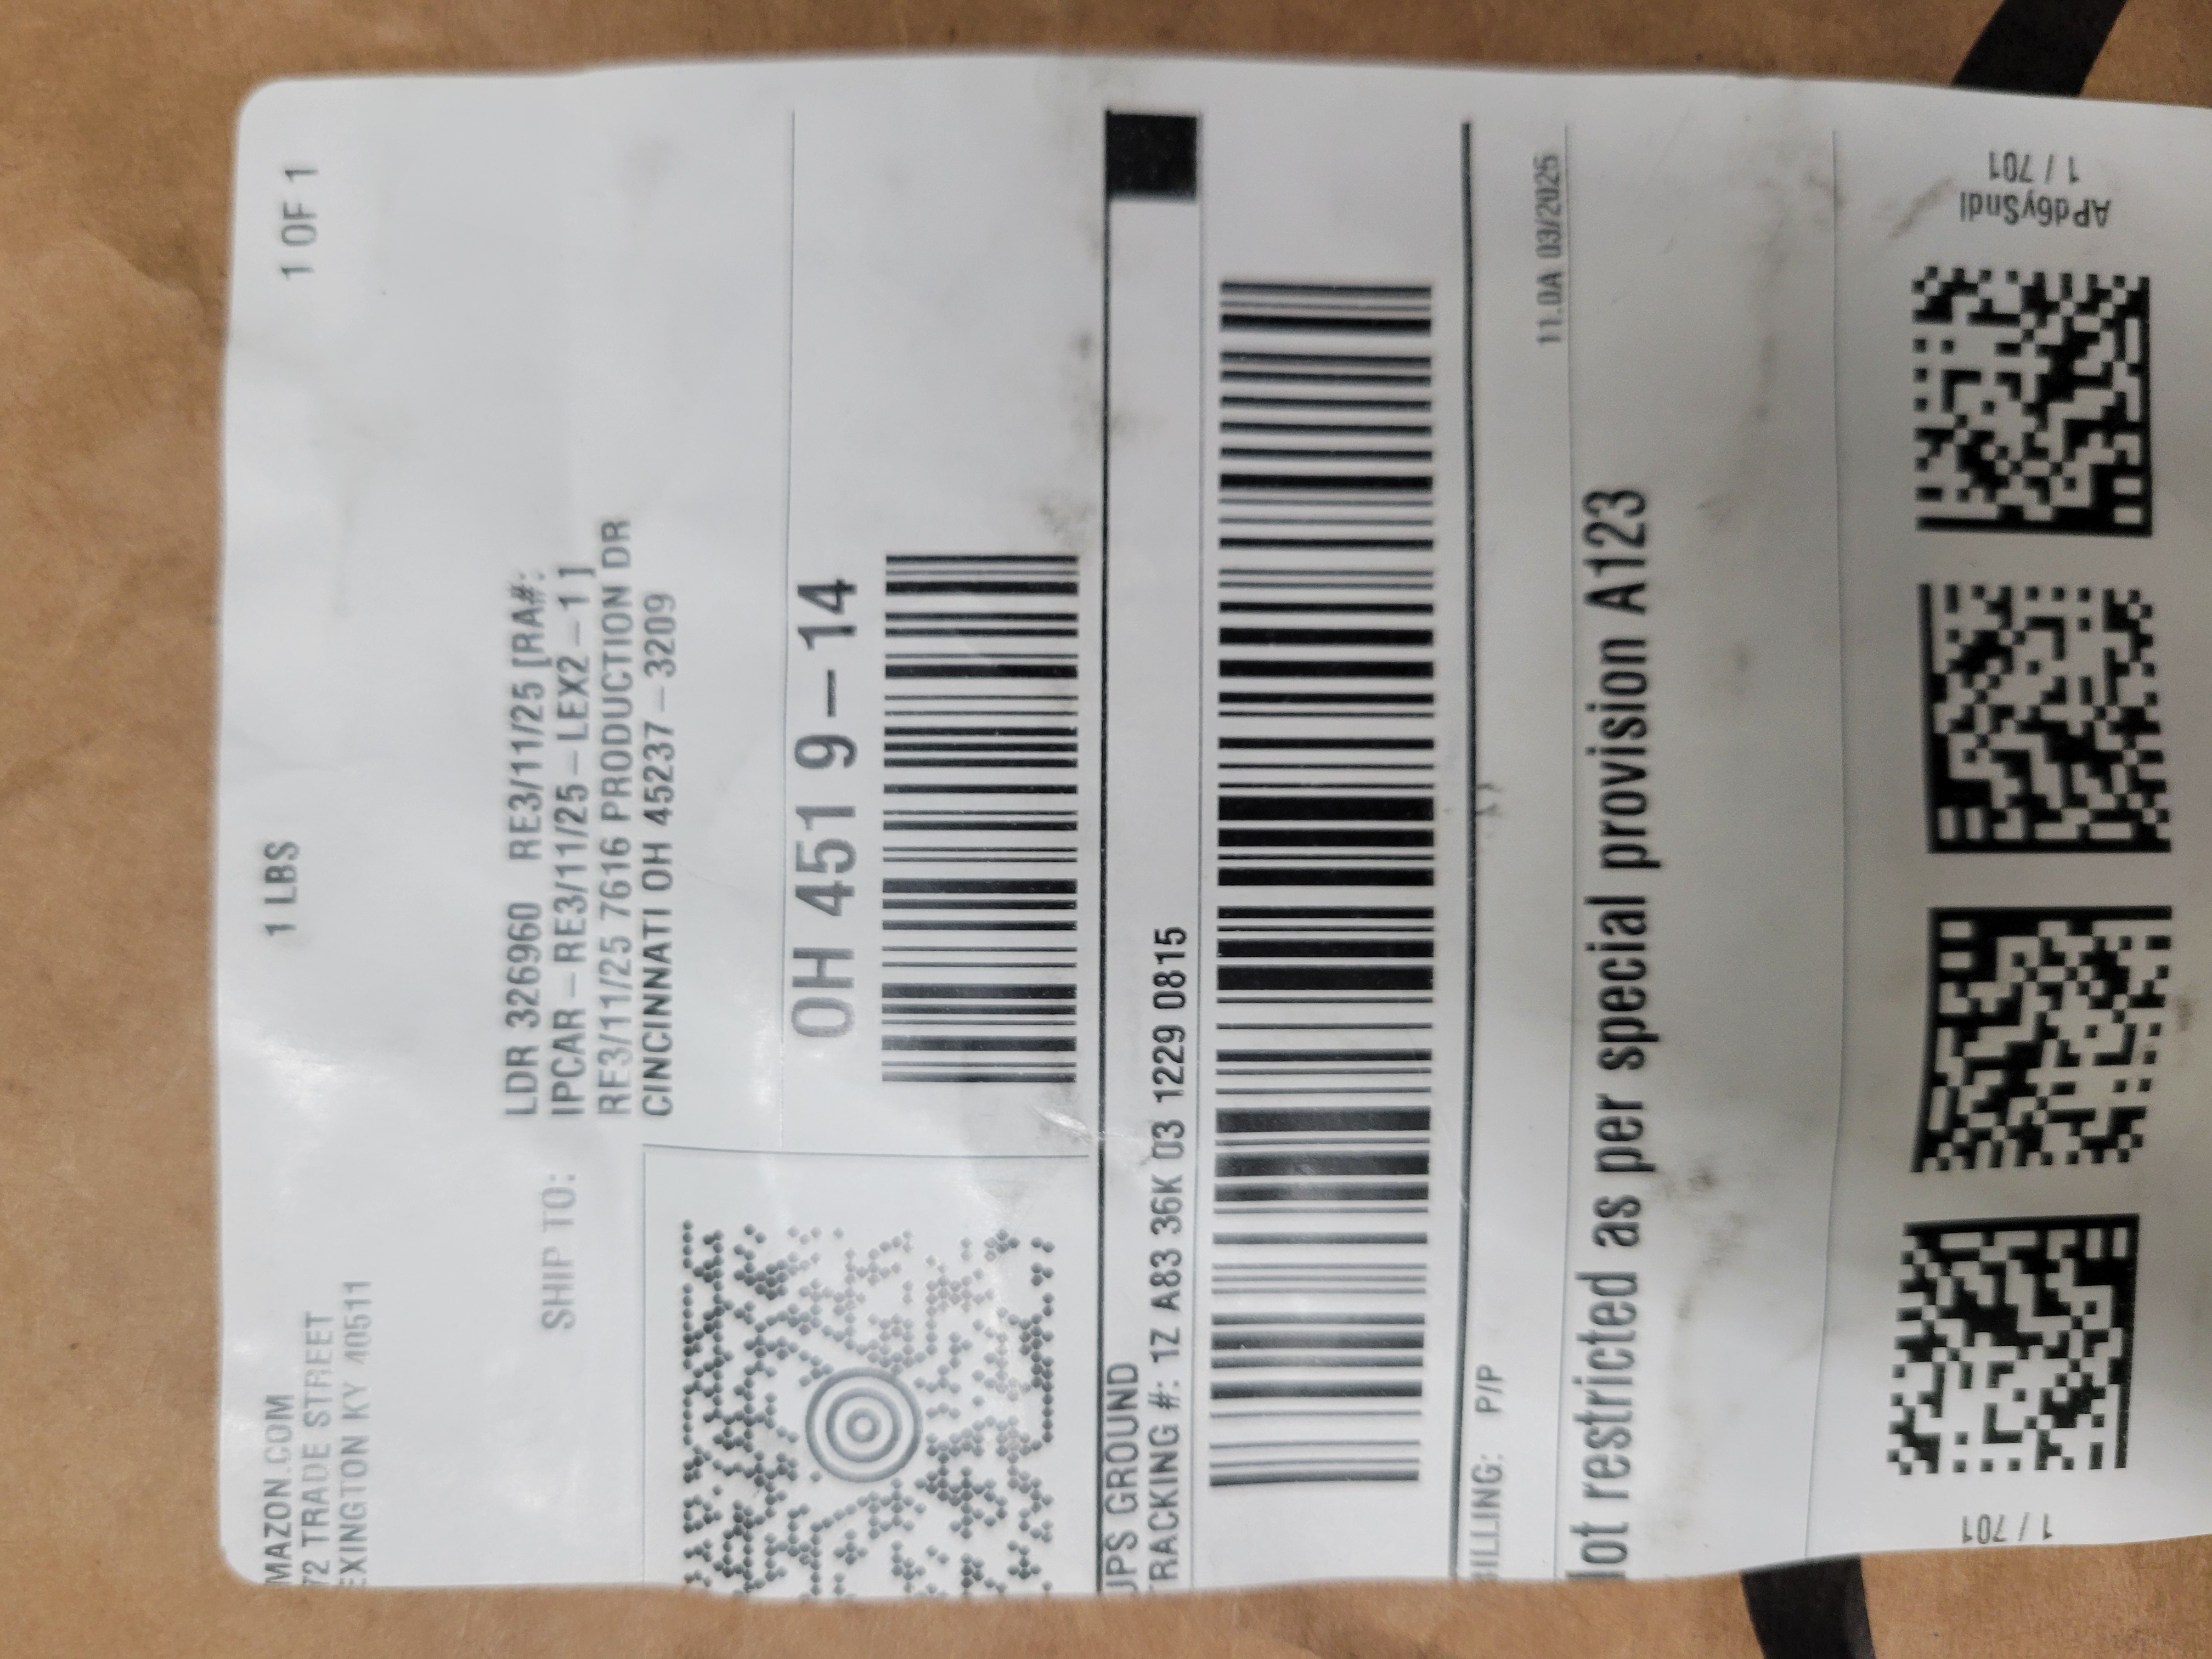 MAZON.COM
72 TRADE STREET
EXINGTON KY 40511
1 LBS
1 OF 1
SHIP TO:
LDR 3269960 RE3/11/25 [RA#:
IPCAR-RE3/11/25-LEX2-1]
RE3/11/25 7616 PRODUCTION DR
CINCINNATI OH 45237-3209
OH 451 9-14
UPS GROUND
TRACKING #: 1Z A83 36K 03 1229 0815
BILLING: P/P
11.0A 03/2025
Not restricted as per special provision A123
1 / 701
APd6ySndl
1 / 701